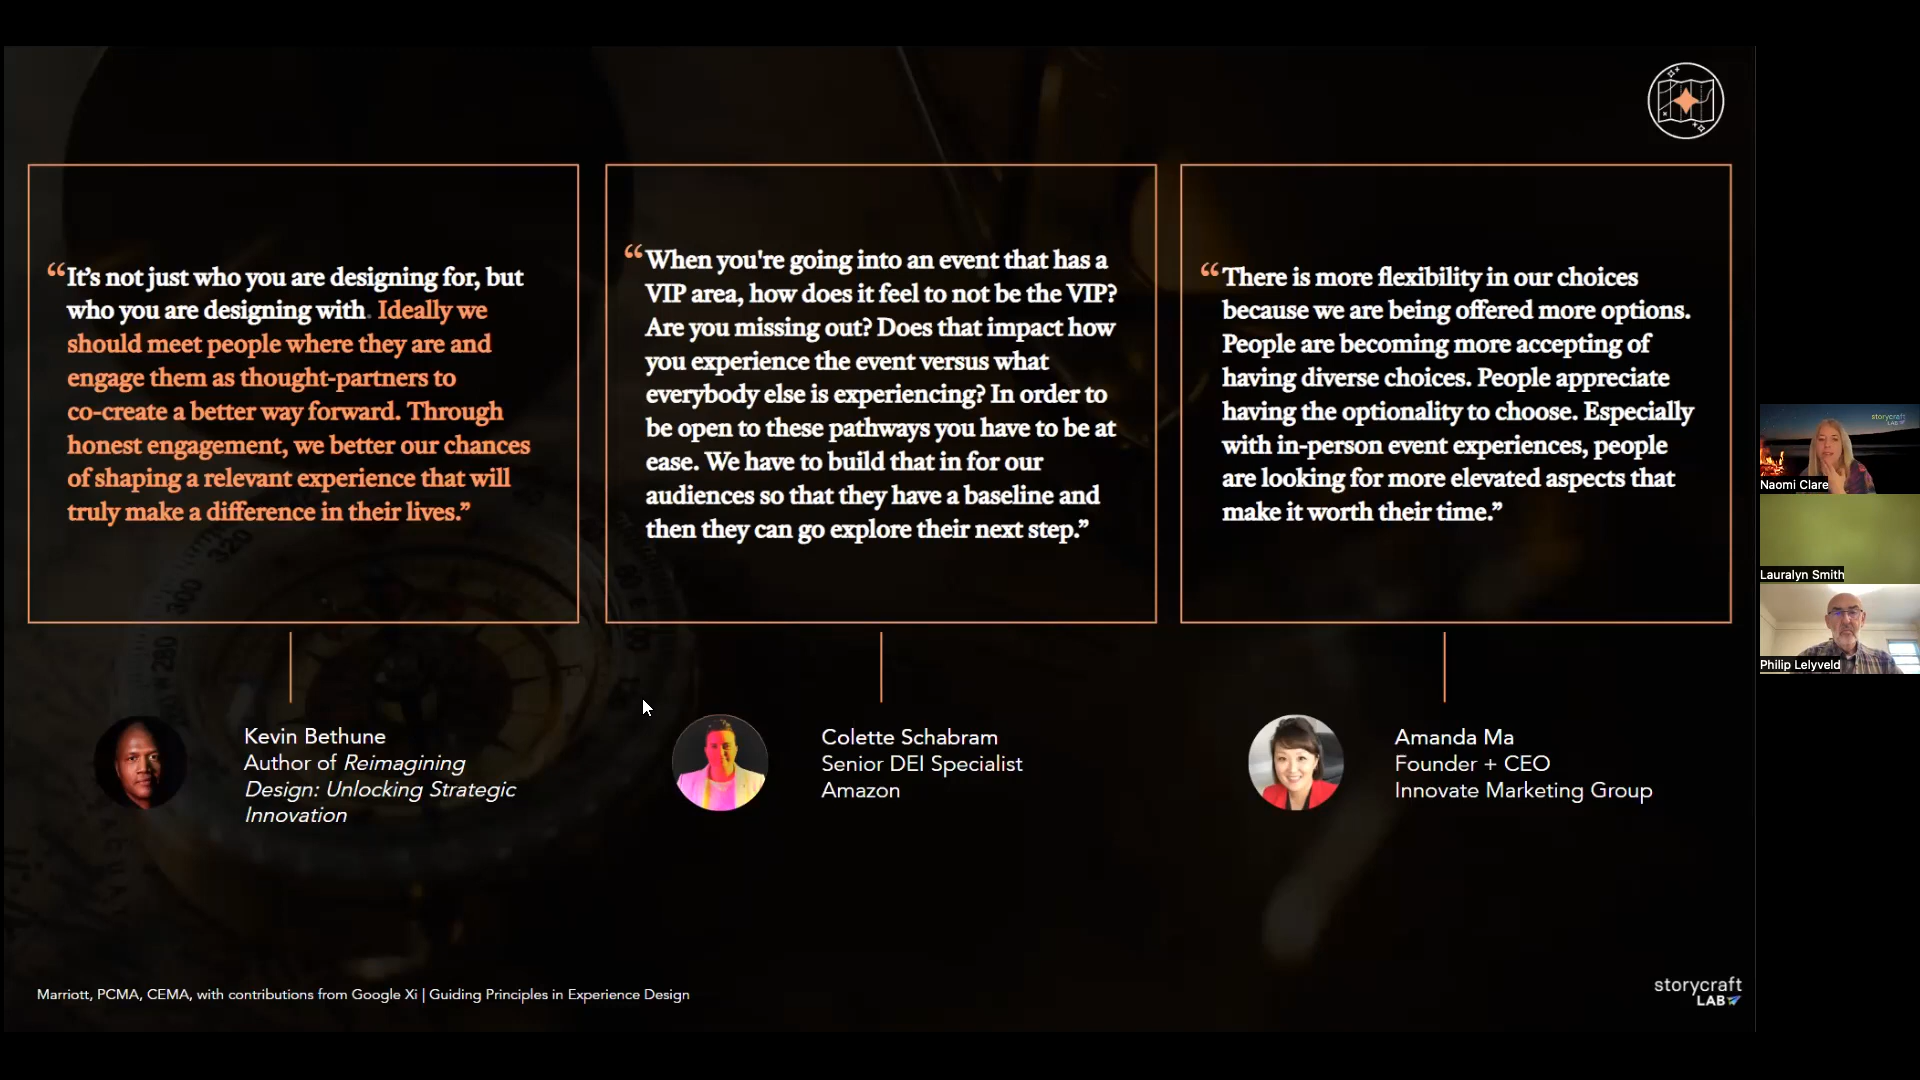 “It’s not just who you are designing for, but
who you are designing with. Ideally we
should meet people where they are and
engage them as thought-partners to
co-create a better way forward. Through
honest engagement, we better our chances
of shaping a relevant experience that will
truly make a difference in their lives.”
Kevin Bethune
Author of Reimagining
Design: Unlocking Strategic
Innovation
“When you're going into an event that has a
VIP area, how does it feel to not be the VIP?
Are you missing out? Does that impact how
you experience the event versus what
everybody else is experiencing? In order to
be open to these pathways you have to be at
ease. We have to build that in for our
audiences so that they have a baseline and
then they can go explore their next step.”
Colette Schabram
Senior DEI Specialist
Amazon
“There is more flexibility in our choices
because we are being offered more options.
People are becoming more accepting of
having diverse choices. People appreciate
having the optionality to choose. Especially
with in-person event experiences, people
are looking for more elevated aspects that
make it worth their time.”
Amanda Ma
Founder + CEO
Innovate Marketing Group
Marriott, PCMA, CEMA, with contributions from Google Xi | Guiding Principles in Experience Design
storycraft
LAB
storycraft
LAB
Naomi Clare
Lauralyn Smith
Philip Lelyveld
320
300
280
60